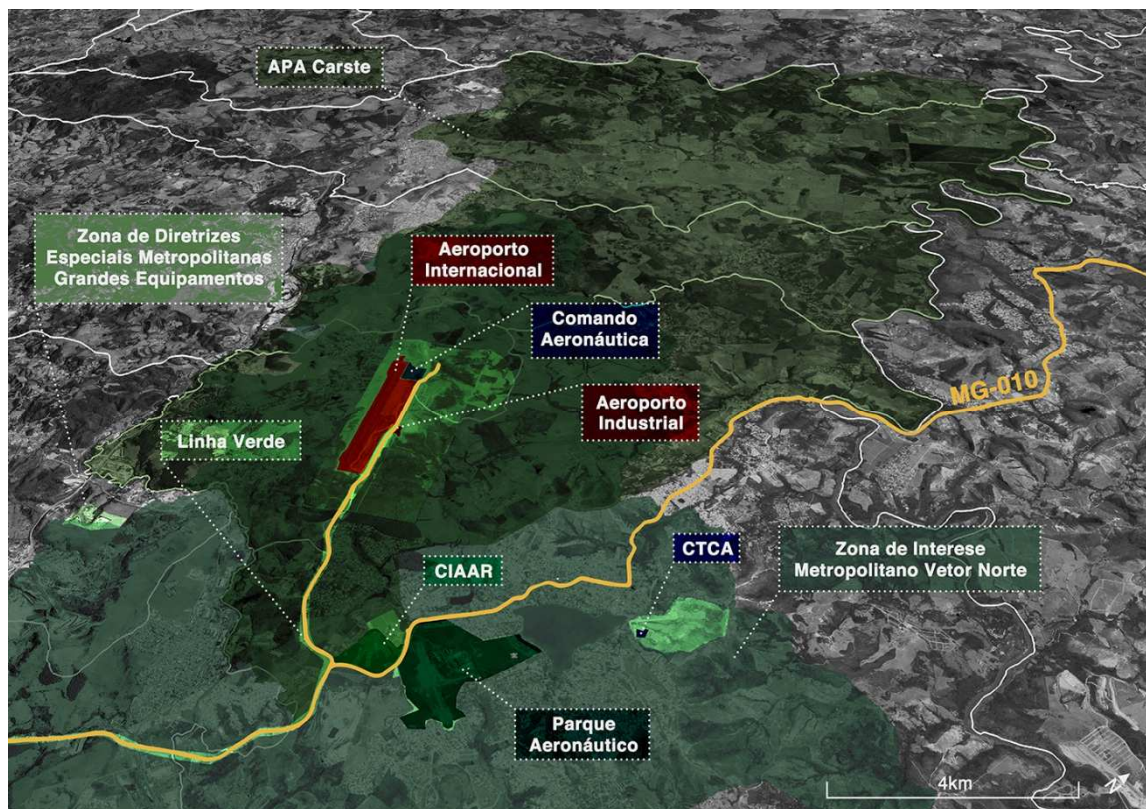 APA Carste
Zona de Diretrizes
Especiais Metropolitanas
Grandes Equipamentos
Aeroporto
Internacional
Comando
Aeronáutica
MG-010
Aeroporto
Industrial
Linha Verde
CIAAR
CTCA
Zona de Interese
Metropolitano Vetor Norte
Parque
Aeronáutico
4km
N